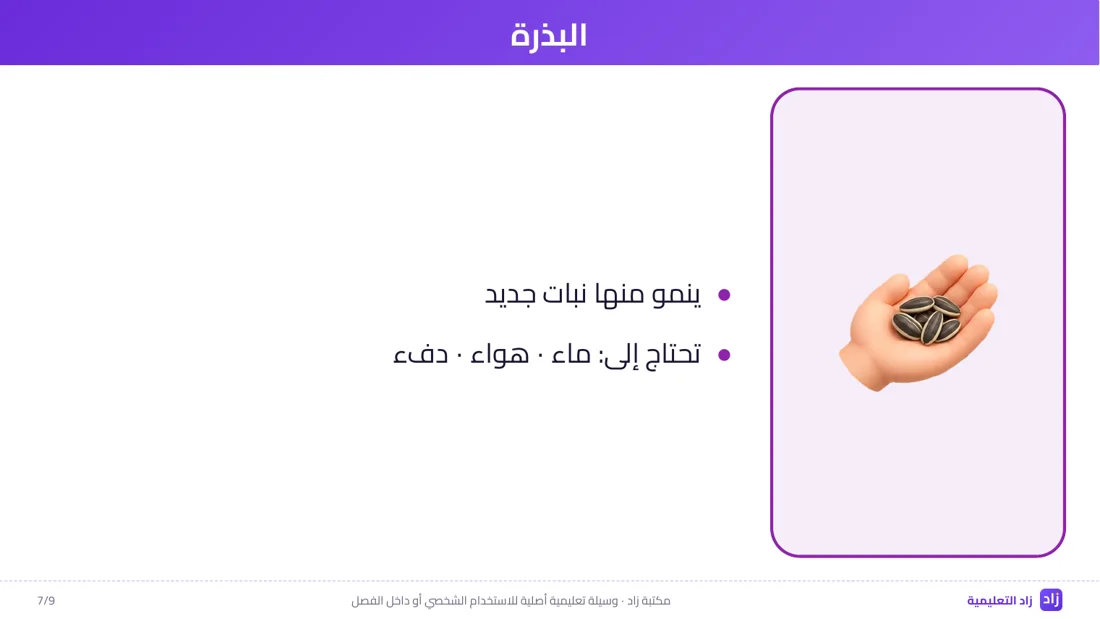 البذرة
ينمو منها نبات جديد
تحتاج إلى: ماء · هواء · دفء
زاد زاد التعليمية
مكتبة زاد · وسيلة تعليمية أصلية للاستخدام الشخصي أو داخل الفصل
7/9